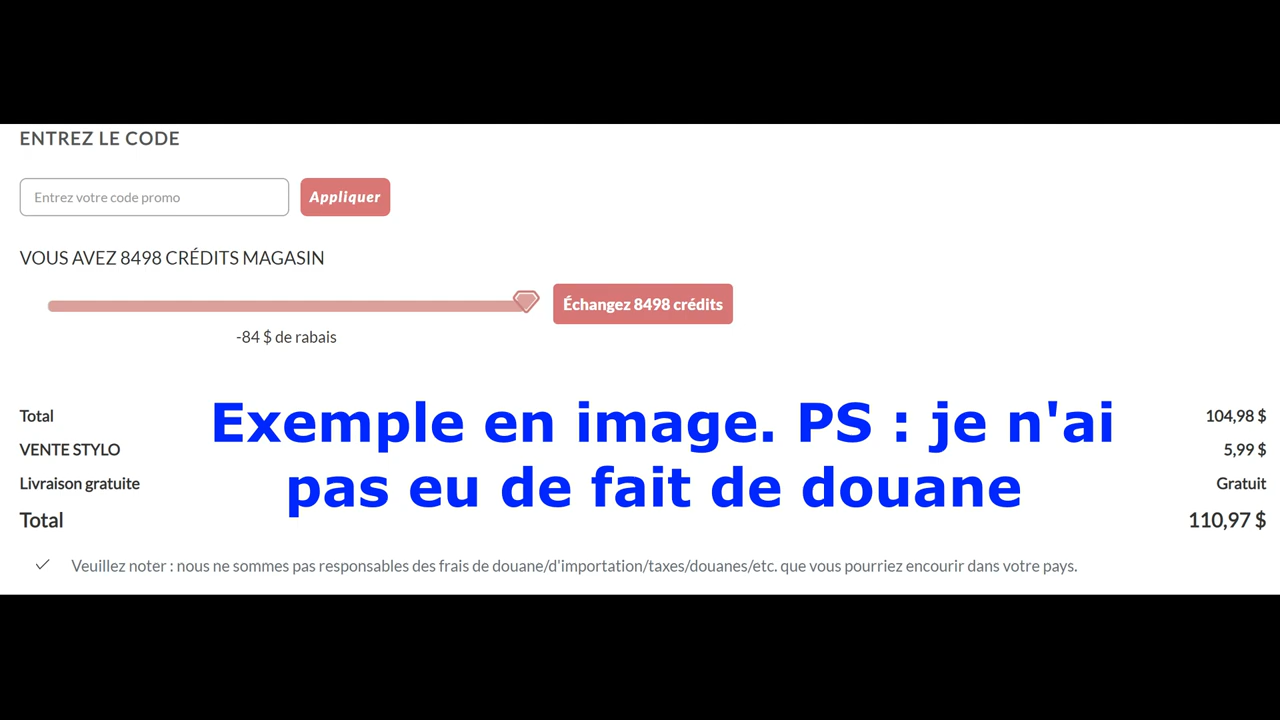 ENTREZ LE CODE
Entrez votre code promo
Appliquer
VOUS AVEZ 8498 CRÉDITS MAGASIN
Échangez 8498 crédits
-84 $ de rabais
Total 104,98 $
VENTE STYLO 5,99 $
Livraison gratuite Gratuit
Total 110,97 $
Exemple en image. PS : je n'ai
pas eu de fait de douane
Veuillez noter : nous ne sommes pas responsables des frais de douane/d'importation/taxes/douanes/etc. que vous pourriez encourir dans votre pays.